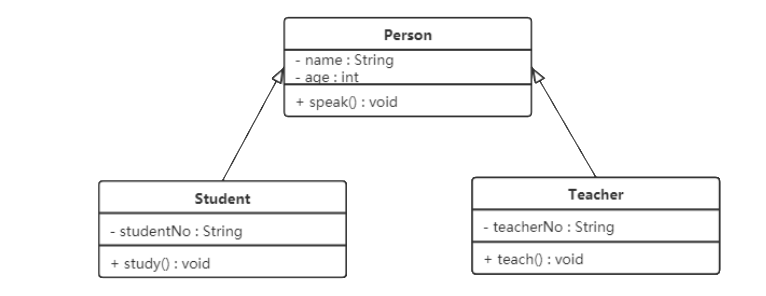 Person
- name : String
- age : int
+ speak() : void
Student
- studentNo : String
+ study() : void
Teacher
- teacherNo : String
+ teach() : void